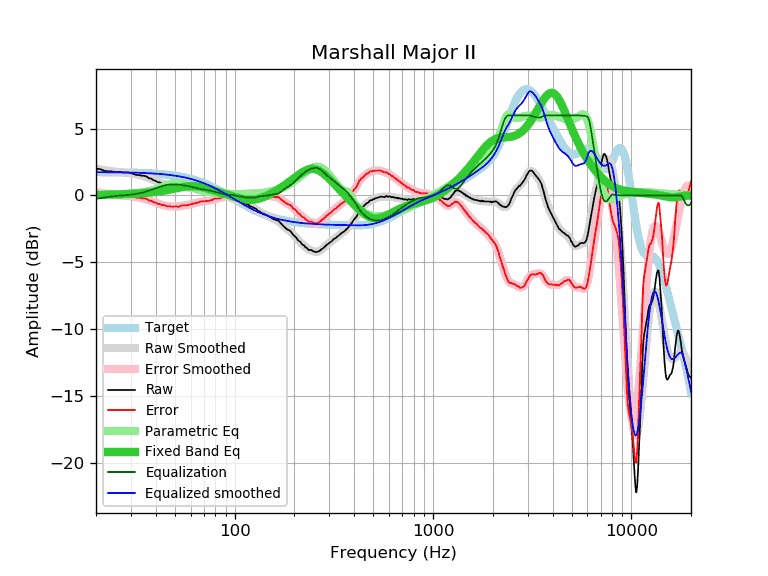 Marshall Major II
Amplitude (dBr)
5
0
−5
−10
−15
−20
Target
Raw Smoothed
Error Smoothed
Raw
Error
Parametric Eq
Fixed Band Eq
Equalization
Equalized smoothed
100 1000 10000
Frequency (Hz)